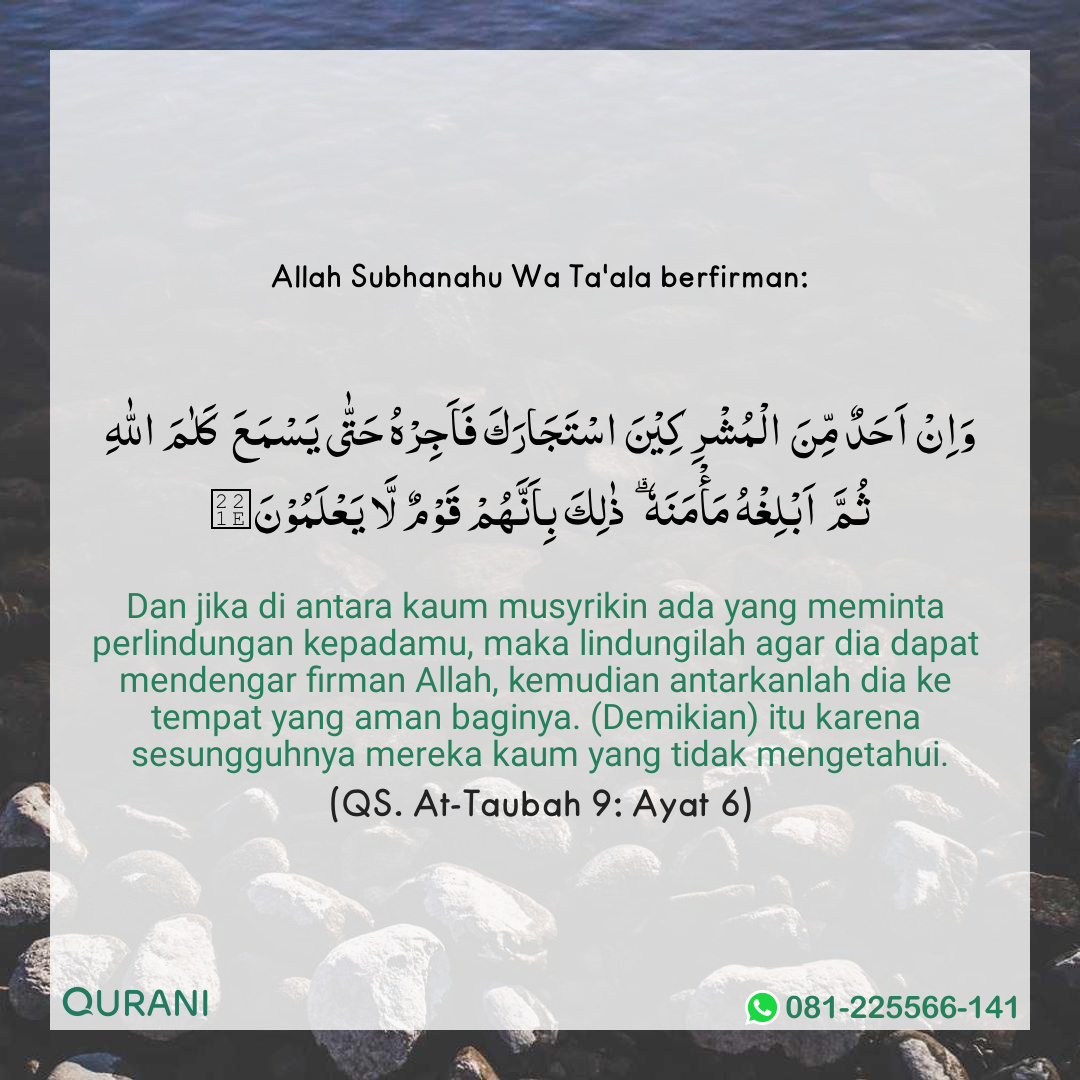 Allah Subhanahu Wa Ta'ala berfirman:
وَاِنْ اَحَدٌ مِّنَ الْمُشْرِكِيْنَ اسْتَجَارَكَ فَاَجِرْهُ حَتّٰى يَسْمَعَ كَلٰمَ اللّٰهِ
ثُمَّ اَبْلِغْهُ مَأْمَنَهٗ ۗ ذٰلِكَ بِاَنَّهُمْ قَوْمٌ لَّا يَعْلَمُوْنَ
Dan jika di antara kaum musyrikin ada yang meminta
perlindungan kepadamu, maka lindungilah agar dia dapat
mendengar firman Allah, kemudian antarkanlah dia ke
tempat yang aman baginya. (Demikian) itu karena
sesungguhnya mereka kaum yang tidak mengetahui.
(QS. At-Taubah 9: Ayat 6)
QURANI
081-225566-141